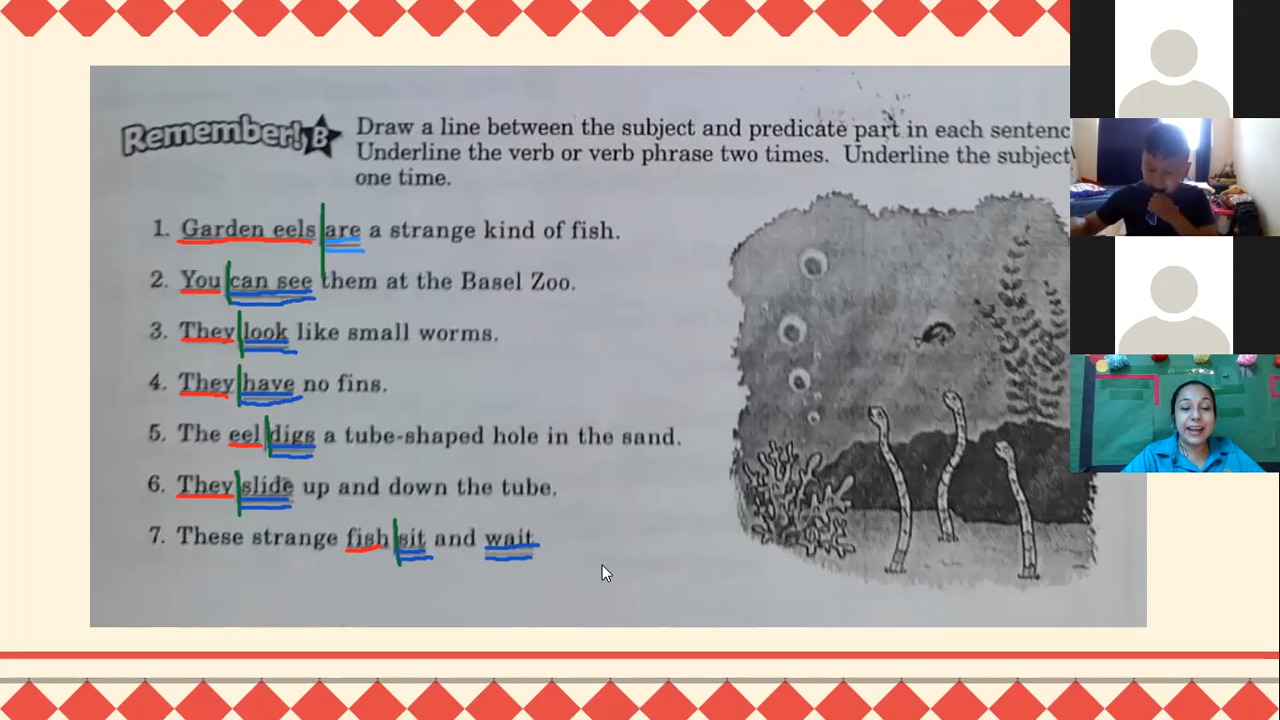 Remember! B
Draw a line between the subject and predicate part in each sentenc
Underline the verb or verb phrase two times. Underline the subject
one time.
1. Garden eels are a strange kind of fish.
2. You can see them at the Basel Zoo.
3. They look like small worms.
4. They have no fins.
5. The eel digs a tube-shaped hole in the sand.
6. They slide up and down the tube.
7. These strange fish sit and wait.